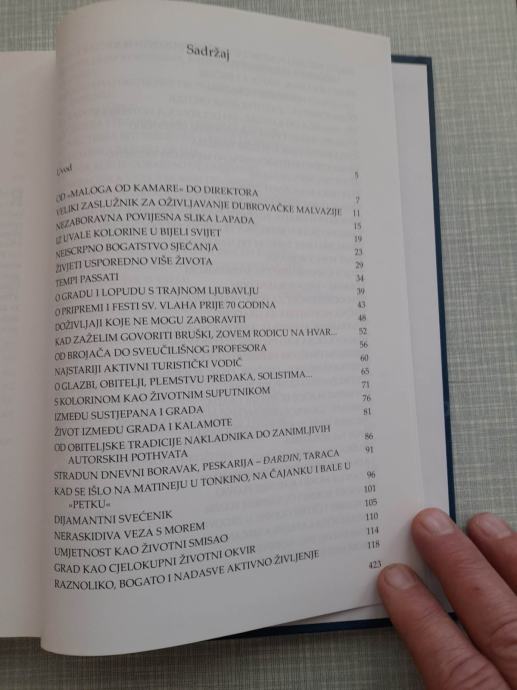 Sadržaj
Uvod 5
OD »MALOGA OD KAMARE« DO DIREKTORA 7
VELIKI ZASLUŽNIK ZA OŽIVLJAVANJE DUBROVAČKE MALVAZIJE 11
NEZABORAVNA POVIJESNA SLIKA LAPADA 15
IZ UVALE KOLORINE U BIJELI SVIJET 19
NEISCRPNO BOGATSTVO SJEĆANJA 23
ŽIVJETI USPOREDNO VIŠE ŽIVOTA 29
TEMPI PASSATI 34
O GRADU I LOPUDU S TRAJNOM LJUBAVLJU 39
O PRIPREMI I FESTI SV. VLAHA PRIJE 70 GODINA 43
DOŽIVLJAJI KOJE NE MOGU ZABORAVITI 48
KAD ZAŽELIM GOVORITI BRUŠKI, ZOVEM RODICU NA HVAR... 52
OD BROJAČA DO SVEUČILIŠNOG PROFESORA 56
NAJSTARIJI AKTIVNI TURISTIČKI VODIČ 60
O GLAZBI, OBITELJI, PLEMSTVU PREDAKA, SOLISTIMA... 65
S KOLORINOM KAO ŽIVOTNIM SUPUTNIKOM 71
IZMEĐU SUSTJEPANA I GRADA 76
ŽIVOT IZMEĐU GRADA I KALAMOTE 81
OD OBITELJSKE TRADICIJE NAKLADNIKA DO ZANIMLJIVIH
AUTORSKIH POTHVATA 86
STRADUN DNEVNI BORAVAK, PESKARIJA – ĐARDIN, TARACA 91
KAD SE IŠLO NA MATINEJU U TONKINO, NA ČAJANKU I BALE U
»PETKU« 96
DIJAMANTNI SVEĆENIK 101
NERASKIDIVA VEZA S MOREM 105
UMJETNOST KAO ŽIVOTNI SMISAO 110
GRAD KAO CJELOKUPNI ŽIVOTNI OKVIR 114
RAZNOLIKO, BOGATO I NADASVE AKTIVNO ŽIVLJENJE 118
423